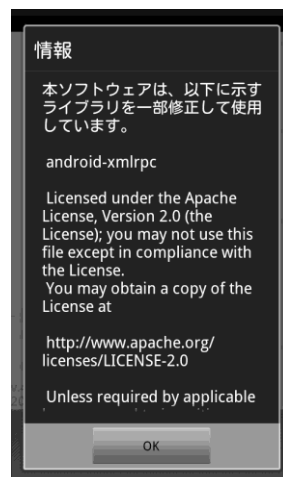 情報
本ソフトウェアは、以下に示す
ライブラリを一部修正して使用
しています。
android-xmlrpc
Licensed under the Apache
License, Version 2.0 (the
License); you may not use this
file except in compliance with
the License.
You may obtain a copy of the
License at
http://www.apache.org/
licenses/LICENSE-2.0
Unless required by applicable
OK